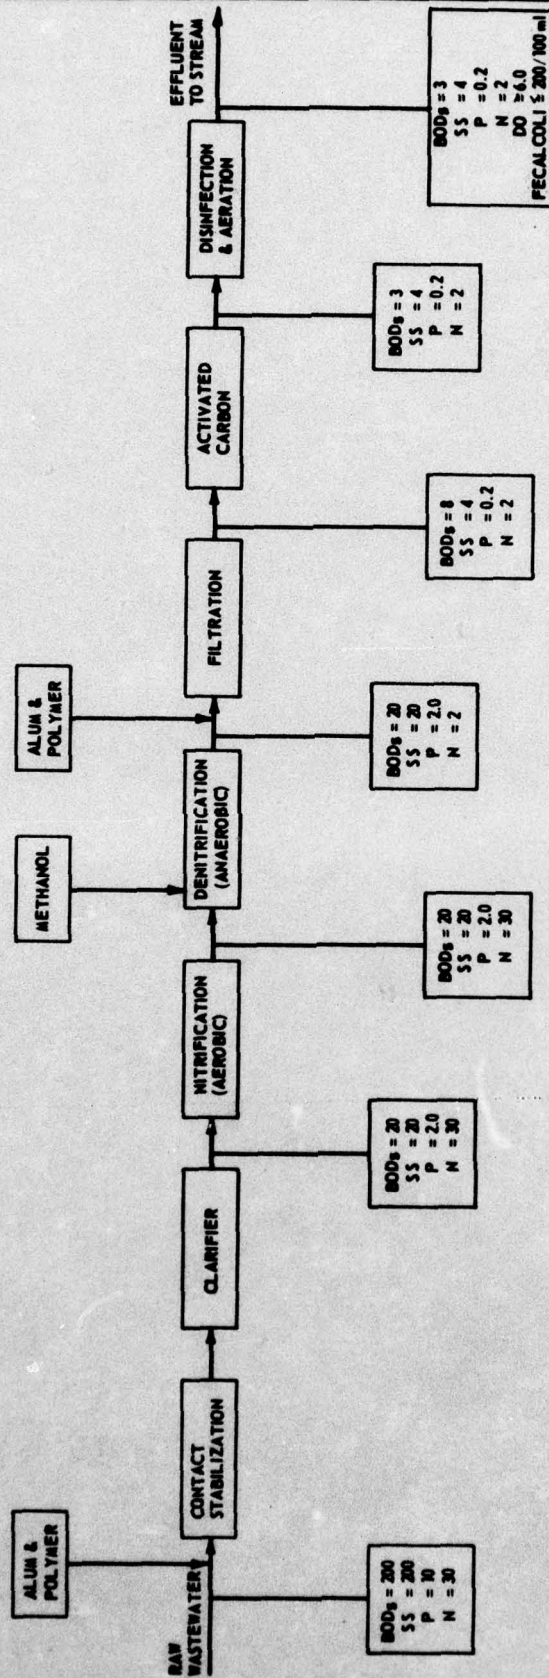 ALUM &
POLYMER
RAW
WASTEWATER
BOD5 = 200
SS = 200
P = 10
N = 30
CONTACT
STABILIZATION
CLARIFIER
BOD5 = 20
SS = 20
P = 2.0
N = 30
NITRIFICATION
(AEROBIC)
BOD5 = 20
SS = 20
P = 2.0
N = 30
METHANOL
DENITRIFICATION
(ANAEROBIC)
BOD5 = 20
SS = 20
P = 2.0
N = 2
ALUM &
POLYMER
FILTRATION
BOD5 = 8
SS = 4
P = 0.2
N = 2
ACTIVATED
CARBON
BOD5 = 3
SS = 4
P = 0.2
N = 2
DISINFECTION
& AERATION
EFFLUENT
TO STREAM
BOD5 = 3
SS = 4
P = 0.2
N = 2
DO ≥ 6.0
FECAL COLI ≤ 200/100 ml